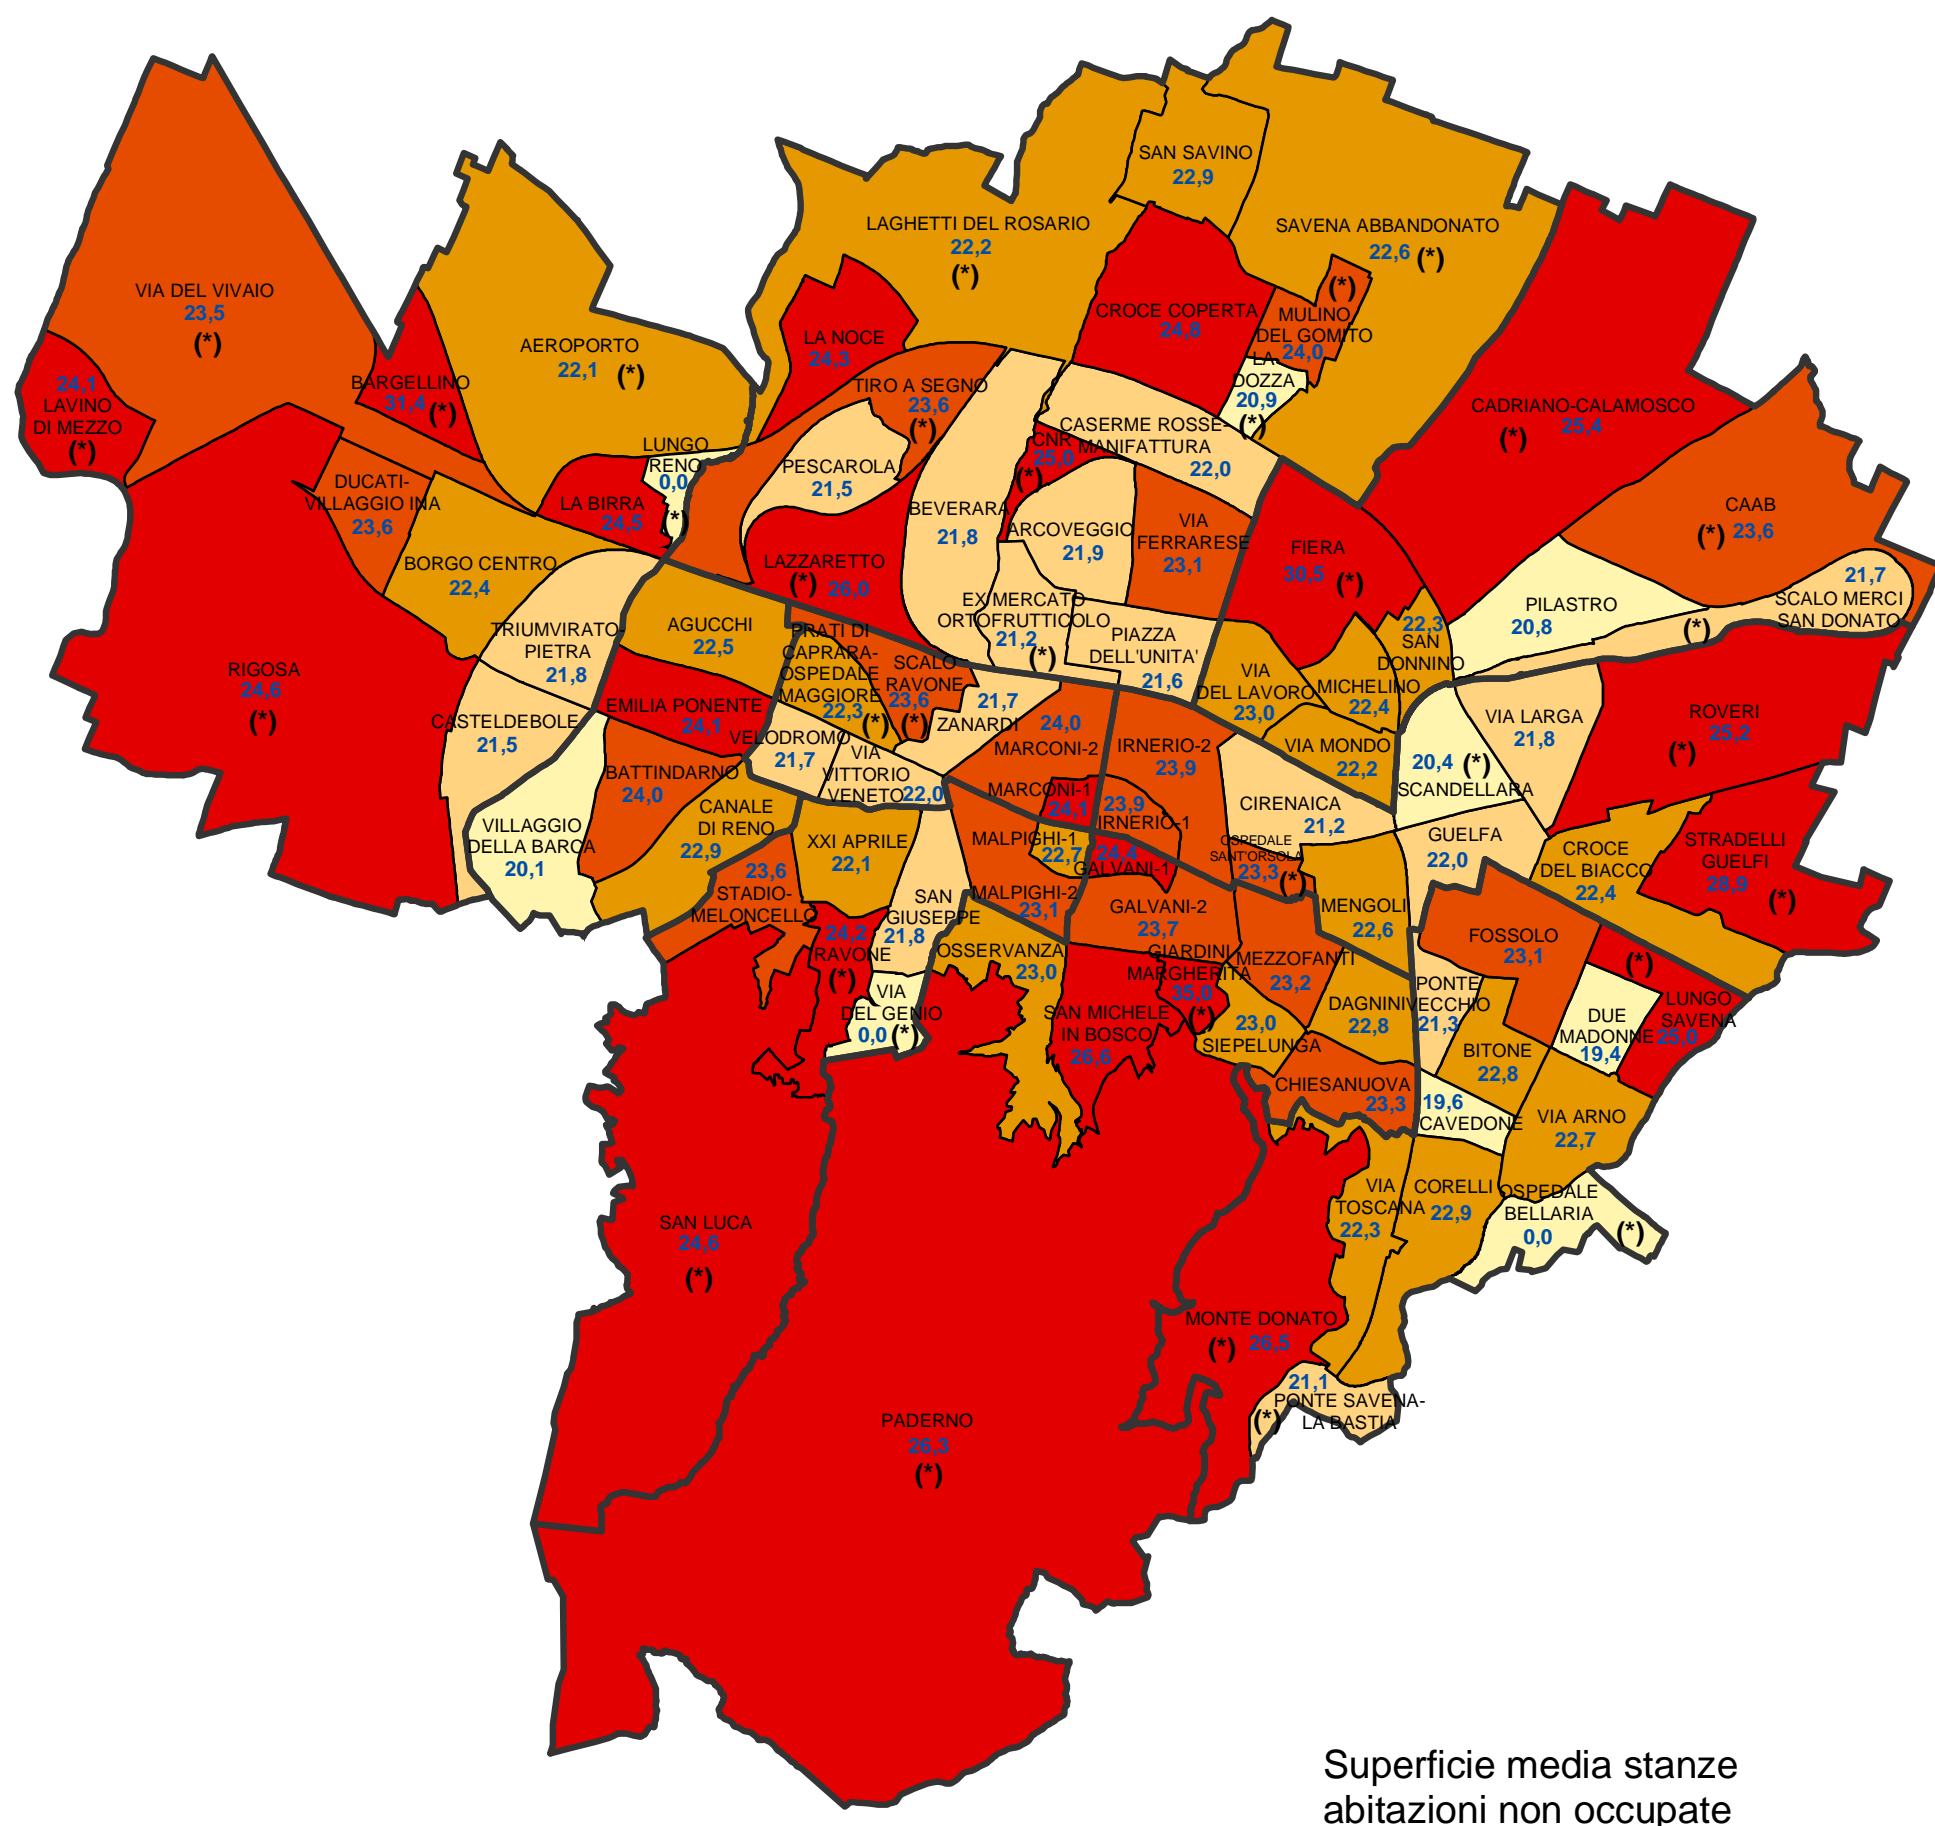 SAN SAVINO
22,9
LAGHETTI DEL ROSARIO
22,2
(*)
SAVENA ABBANDONATO
22,6 (*)
VIA DEL VIVAIO
23,5
(*)
AEROPORTO
22,1 (*)
LA NOCE
24,3
CROCE COPERTA
24,8
(*)
MULINO
DEL GOMITO
24,0
LA
DOZZA
20,9
(*)
24,1
LAVINO
DI MEZZO
(*)
BARGELLINO
31,4 (*)
TIRO A SEGNO
23,6
(*)
CADRIANO-CALAMOSCO
(*) 25,4
CASERME ROSSE-
MANIFATTURA
22,0
CNR
25,0
(*)
LUNGO
RENO
0,0
(*)
PESCAROLA
21,5
DUCATI-
VILLAGGIO INA
23,6
LA BIRRA
24,5
BEVERARA
21,8
ARCOVEGGIO
21,9
VIA
FERRARESE
23,1
FIERA
30,5 (*)
CAAB
(*) 23,6
BORGO CENTRO
22,4
LAZZARETTO
(*) 26,0
21,7
SCALO MERCI
SAN DONATO
(*)
PILASTRO
20,8
EX MERCATO
ORTOFRUTTICOLO
21,2
(*)
PIAZZA
DELL'UNITA'
21,6
22,3
SAN
DONNINO
TRIUMVIRATO-
PIETRA
21,8
AGUCCHI
22,5
PRATI DI
CAPRARA-
OSPEDALE
MAGGIORE
22,3 (*)
SCALO
RAVONE
23,6
(*)
VIA
DEL LAVORO
23,0
MICHELINO
22,4
RIGOSA
24,6
(*)
EMILIA PONENTE
24,1
21,7
ZANARDI
24,0
MARCONI-2
IRNERIO-2
23,9
VIA MONDO
22,2
VIA LARGA
21,8
ROVERI
25,2
(*)
CASTELDEBOLE
21,5
VELODROMO
21,7
VIA
VITTORIO
VENETO 22,0
20,4 (*)
SCANDELLARA
BATTINDARNO
24,0
MARCONI-1
24,1
23,9
IRNERIO-1
CIRENAICA
21,2
CANALE
DI RENO
22,9
VILLAGGIO
DELLA BARCA
20,1
XXI APRILE
22,1
MALPIGHI-1
22,7
24,4
GALVANI-1
OSPEDALE
SANT'ORSOLA
23,3 (*)
GUELFA
22,0
CROCE
DEL BIACCO
22,4
STRADELLI
GUELFI
28,9
(*)
23,6
STADIO-
MELONCELLO
SAN
GIUSEPPE
21,8
MALPIGHI-2
23,1
GALVANI-2
23,7
MENGOLI
22,6
FOSSOLO
23,1
24,2
RAVONE
(*)
OSSERVANZA
23,0
GIARDINI
MARGHERITA
35,0
(*)
MEZZOFANTI
23,2
VIA
DEL GENIO
0,0 (*)
SAN MICHELE
IN BOSCO
26,6
23,0
SIEPELUNGA
DAGNINI
22,8
PONTE
VECCHIO
21,3
(*)
LUNGO
SAVENA
25,0
DUE
MADONNE
19,4
BITONE
22,8
CHIESANUOVA
23,3
19,6
CAVEDONE
VIA ARNO
22,7
VIA
TOSCANA
22,3
CORELLI
22,9
OSPEDALE
BELLARIA
0,0 (*)
SAN LUCA
24,6
(*)
MONTE DONATO
(*) 26,5
21,1
PONTE SAVENA-
LA BASTIA
(*)
PADERNO
26,3
(*)
Superficie media stanze
abitazioni non occupate